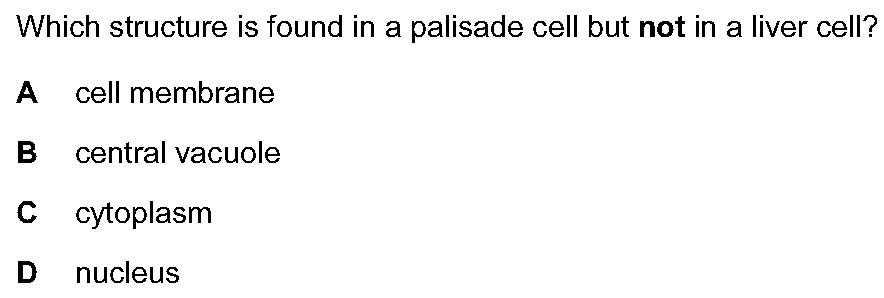 Which structure is found in a palisade cell but not in a liver cell?
A cell membrane
B central vacuole
C cytoplasm
D nucleus